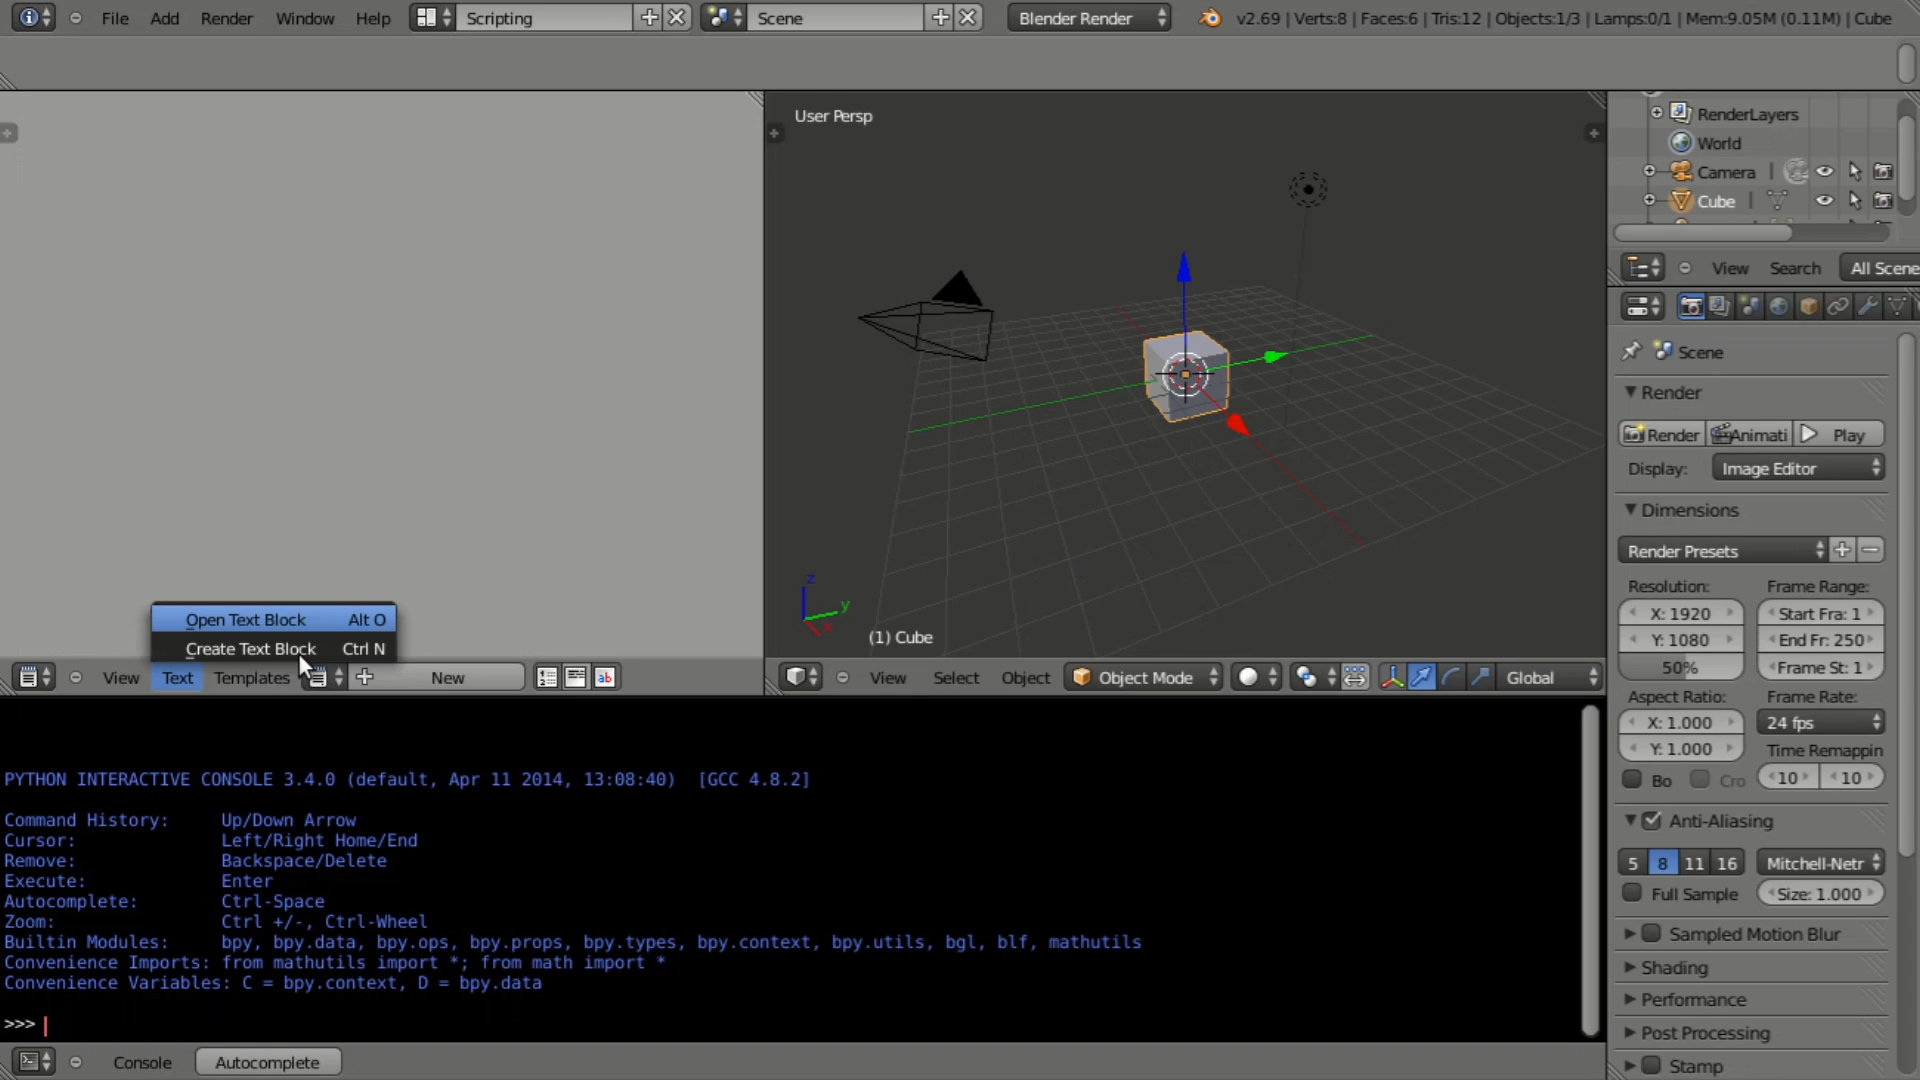 File Add Render Window Help Scripting Scene Blender Render v2.69 | Verts:8 | Faces:6 | Tris:12 | Objects:1/3 | Lamps:0/1 | Mem:9.05M (0.11M) | Cube
User Persp
RenderLayers
World
Camera
Cube
View Search All Scene
Scene
Render
Render Animati Play
Display: Image Editor
Dimensions
Render Presets
Resolution: Frame Range:
X: 1920 Start Fra: 1
Y: 1080 End Fr: 250
50% Frame St: 1
Aspect Ratio: Frame Rate:
X: 1.000 24 fps
Y: 1.000 Time Remappin
Bo Cro 10 10
Anti-Aliasing
5 8 11 16 Mitchell-Netr
Full Sample Size: 1.000
Sampled Motion Blur
Shading
Performance
Post Processing
Stamp
z
y
x
(1) Cube
Open Text Block Alt O
Create Text Block Ctrl N
View Text Templates New
View Select Object Object Mode Global
PYTHON INTERACTIVE CONSOLE 3.4.0 (default, Apr 11 2014, 13:08:40) [GCC 4.8.2]
Command History: Up/Down Arrow
Cursor: Left/Right Home/End
Remove: Backspace/Delete
Execute: Enter
Autocomplete: Ctrl-Space
Zoom: Ctrl +/-, Ctrl-Wheel
Builtin Modules: bpy, bpy.data, bpy.ops, bpy.props, bpy.types, bpy.context, bpy.utils, bgl, blf, mathutils
Convenience Imports: from mathutils import *; from math import *
Convenience Variables: C = bpy.context, D = bpy.data
>>>
Console Autocomplete